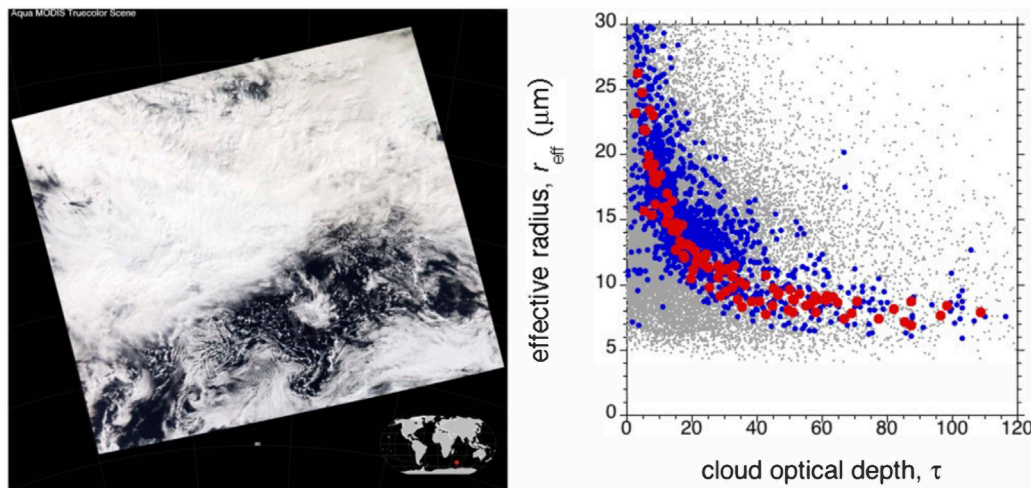 Aqua MODIS Truecolor Scene
effective radius, r_eff (μm)
30
25
20
15
10
5
0
0 20 40 60 80 100 120
cloud optical depth, τ